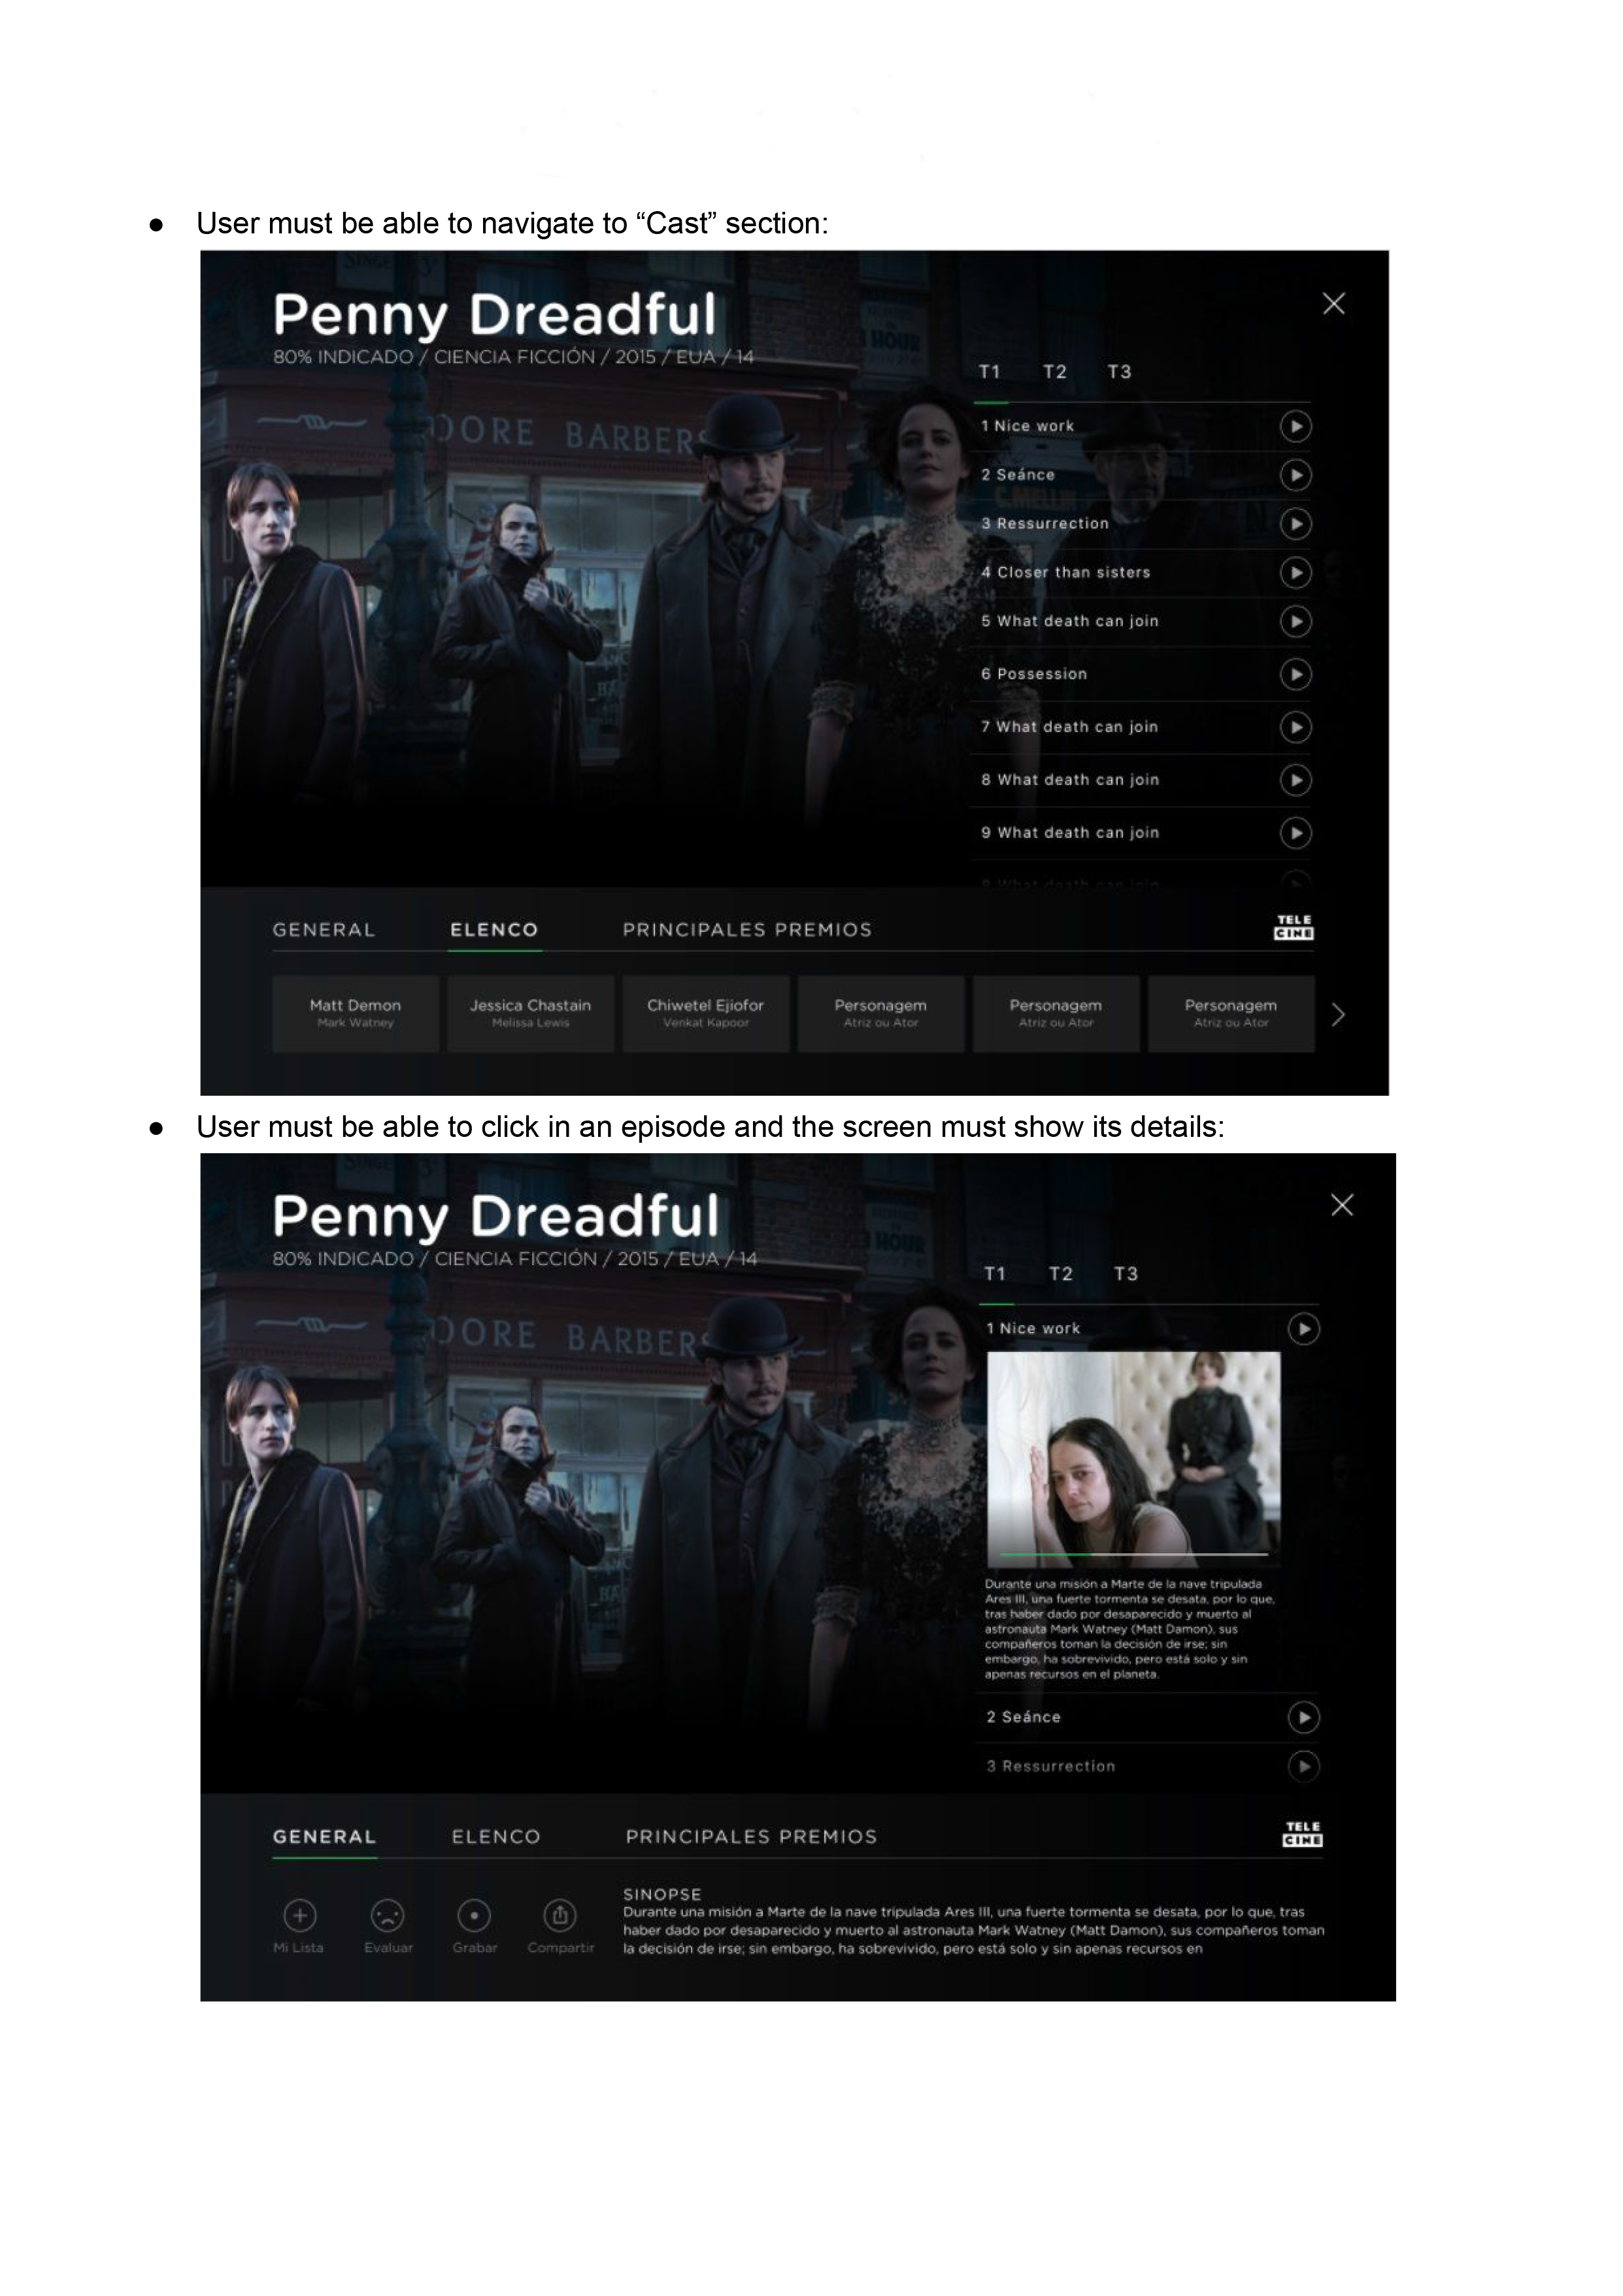 ● User must be able to navigate to “Cast” section:
Penny Dreadful
80% INDICADO / CIENCIA FICCIÓN / 2015 / EUA / 14
DORE BARBERS
HOUR
T1 T2 T3
1 Nice work
2 Seánce
3 Ressurrection
C.MELLIN
4 Closer than sisters
5 What death can join
6 Possession
7 What death can join
8 What death can join
9 What death can join
9 What death can join
GENERAL ELENCO PRINCIPALES PREMIOS
TELE
CINE
Matt Demon Jessica Chastain Chiwetel Ejiofor Personagem Personagem Personagem
Mark Watney Melissa Lewis Venkat Kapoor Atriz ou Ator Atriz ou Ator Atriz ou Ator
● User must be able to click in an episode and the screen must show its details:
Penny Dreadful
80% INDICADO / CIENCIA FICCIÓN / 2015 / EUA / 14
HOUR
DORE BARBERS
T1 T2 T3
1 Nice work
Durante una misión a Marte de la nave tripulada
Ares III, una fuerte tormenta se desata, por lo que,
tras haber dado por desaparecido y muerto al
astronauta Mark Watney (Matt Damon), sus
compañeros toman la decisión de irse; sin
embargo, ha sobrevivido, pero está solo y sin
apenas recursos en el planeta.
2 Seánce
3 Ressurrection
GENERAL ELENCO PRINCIPALES PREMIOS
TELE
CINE
Mi Lista Evaluar Grabar Compartir
SINOPSE
Durante una misión a Marte de la nave tripulada Ares III, una fuerte tormenta se desata, por lo que, tras
haber dado por desaparecido y muerto al astronauta Mark Watney (Matt Damon), sus compañeros toman
la decisión de irse; sin embargo, ha sobrevivido, pero está solo y sin apenas recursos en